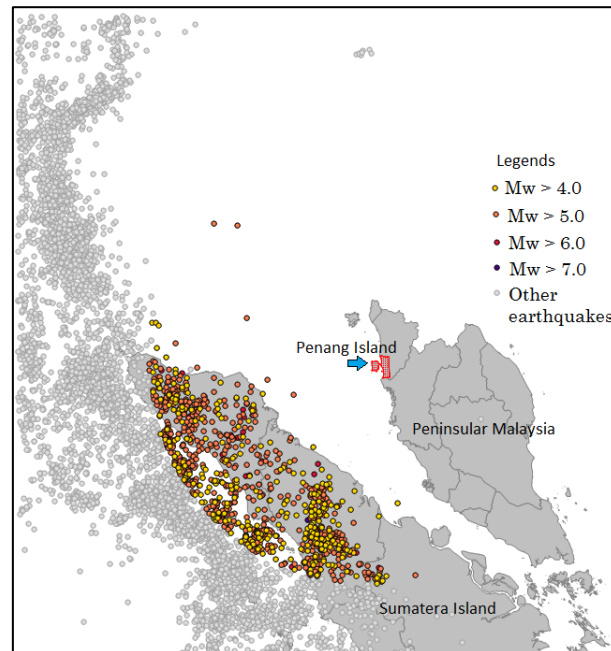 Legends
Mw > 4.0
Mw > 5.0
Mw > 6.0
Mw > 7.0
Other
earthquakes
Penang Island
Peninsular Malaysia
Sumatera Island